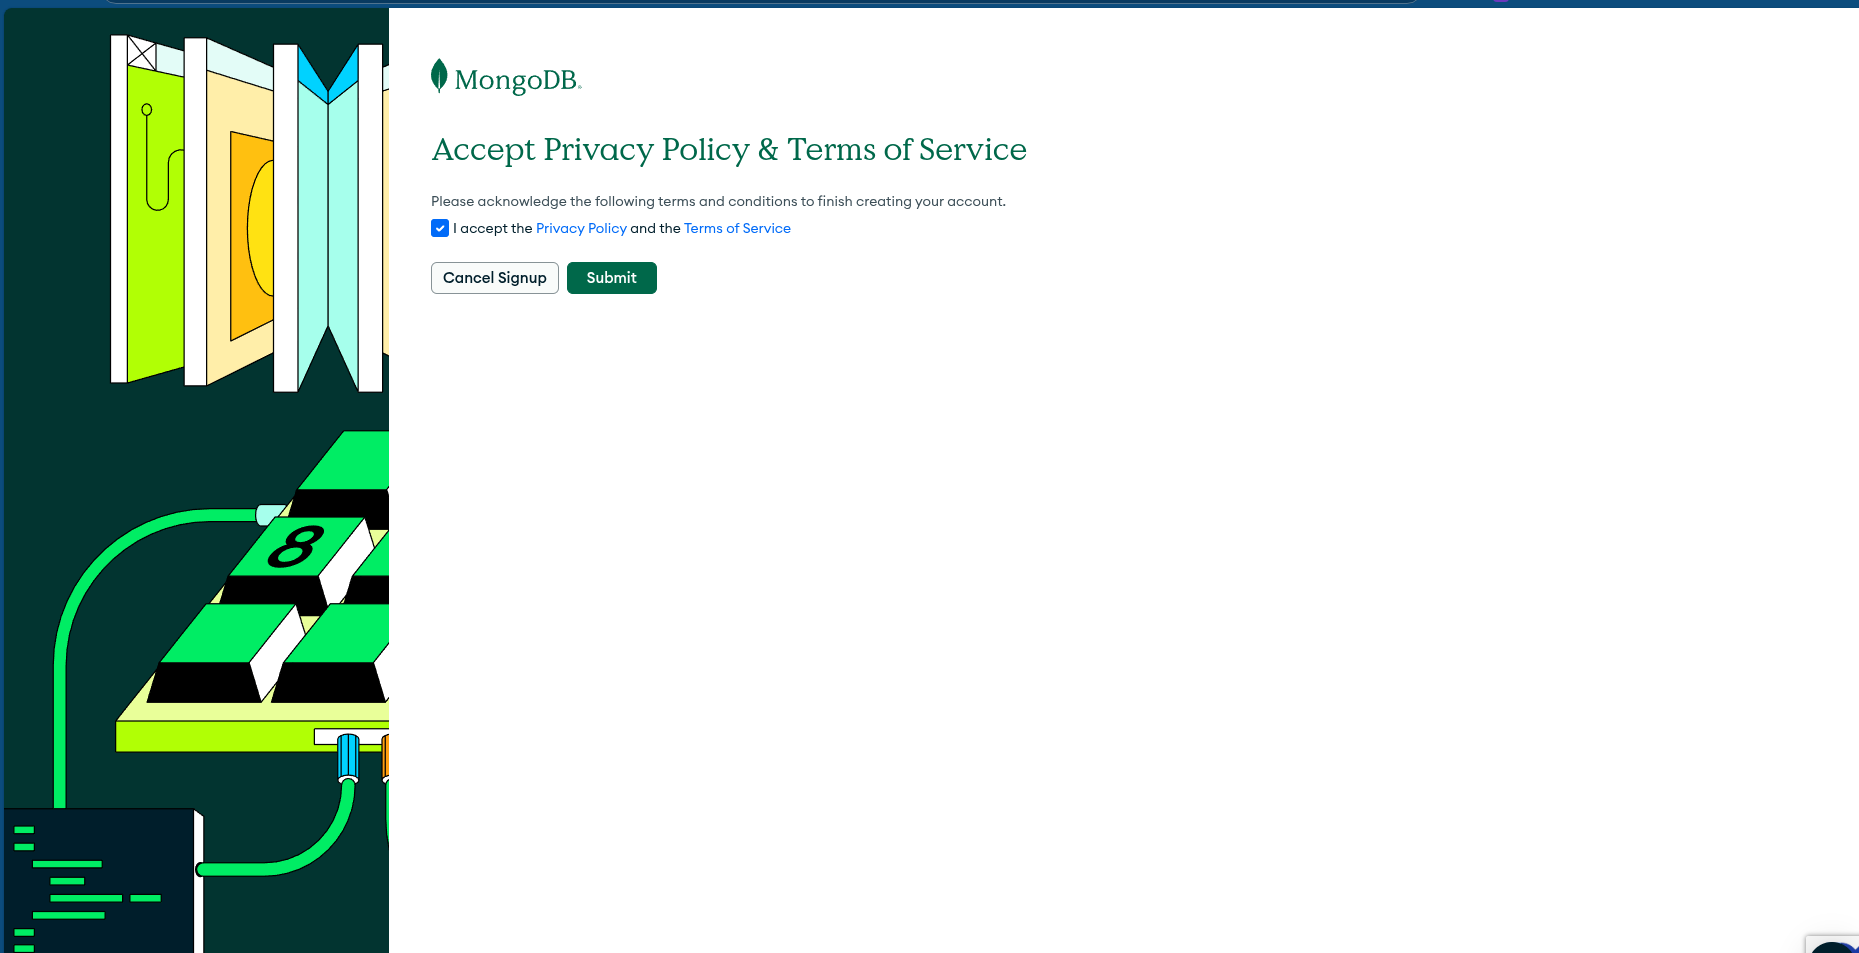 MongoDB®
Accept Privacy Policy & Terms of Service
Please acknowledge the following terms and conditions to finish creating your account.
I accept the Privacy Policy and the Terms of Service
Cancel Signup Submit
8